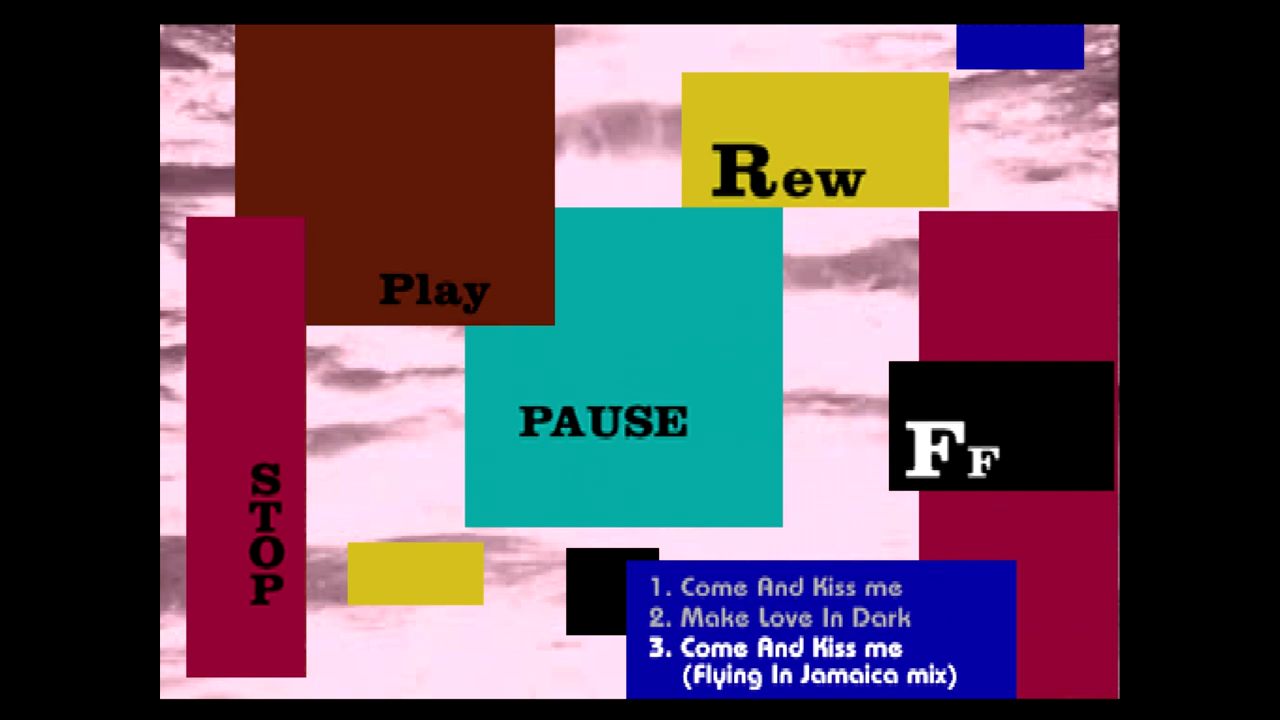 Rew
Play
PAUSE
FF
STOP
1. Come And Kiss me
2. Make Love In Dark
3. Come And Kiss me
(Flying In Jamaica mix)